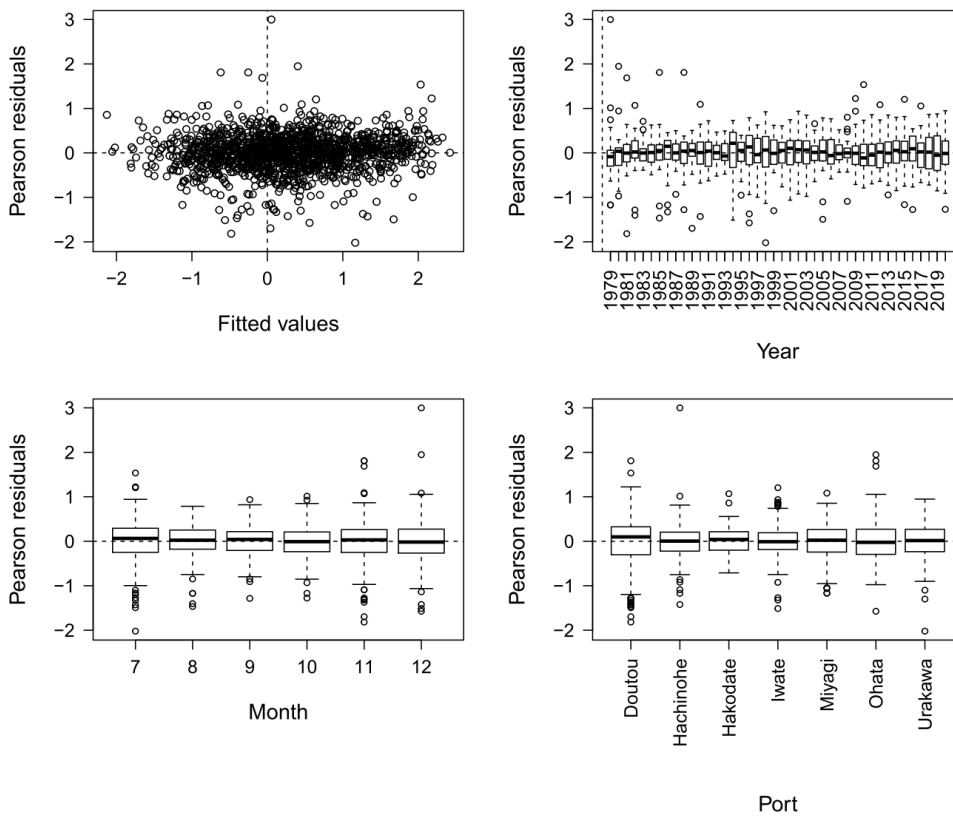 Pearson residuals
3
2
1
0
−1
−2
−2 −1 0 1 2
Fitted values
Pearson residuals
3
2
1
0
−1
−2
1979 1981 1983 1985 1987 1989 1991 1993 1995 1997 1999 2001 2003 2005 2007 2009 2011 2013 2015 2017 2019
Year
Pearson residuals
3
2
1
0
−1
−2
7 8 9 10 11 12
Month
Pearson residuals
3
2
1
0
−1
−2
Doutou Hachinohe Hakodate Iwate Miyagi Ohata Urakawa
Port